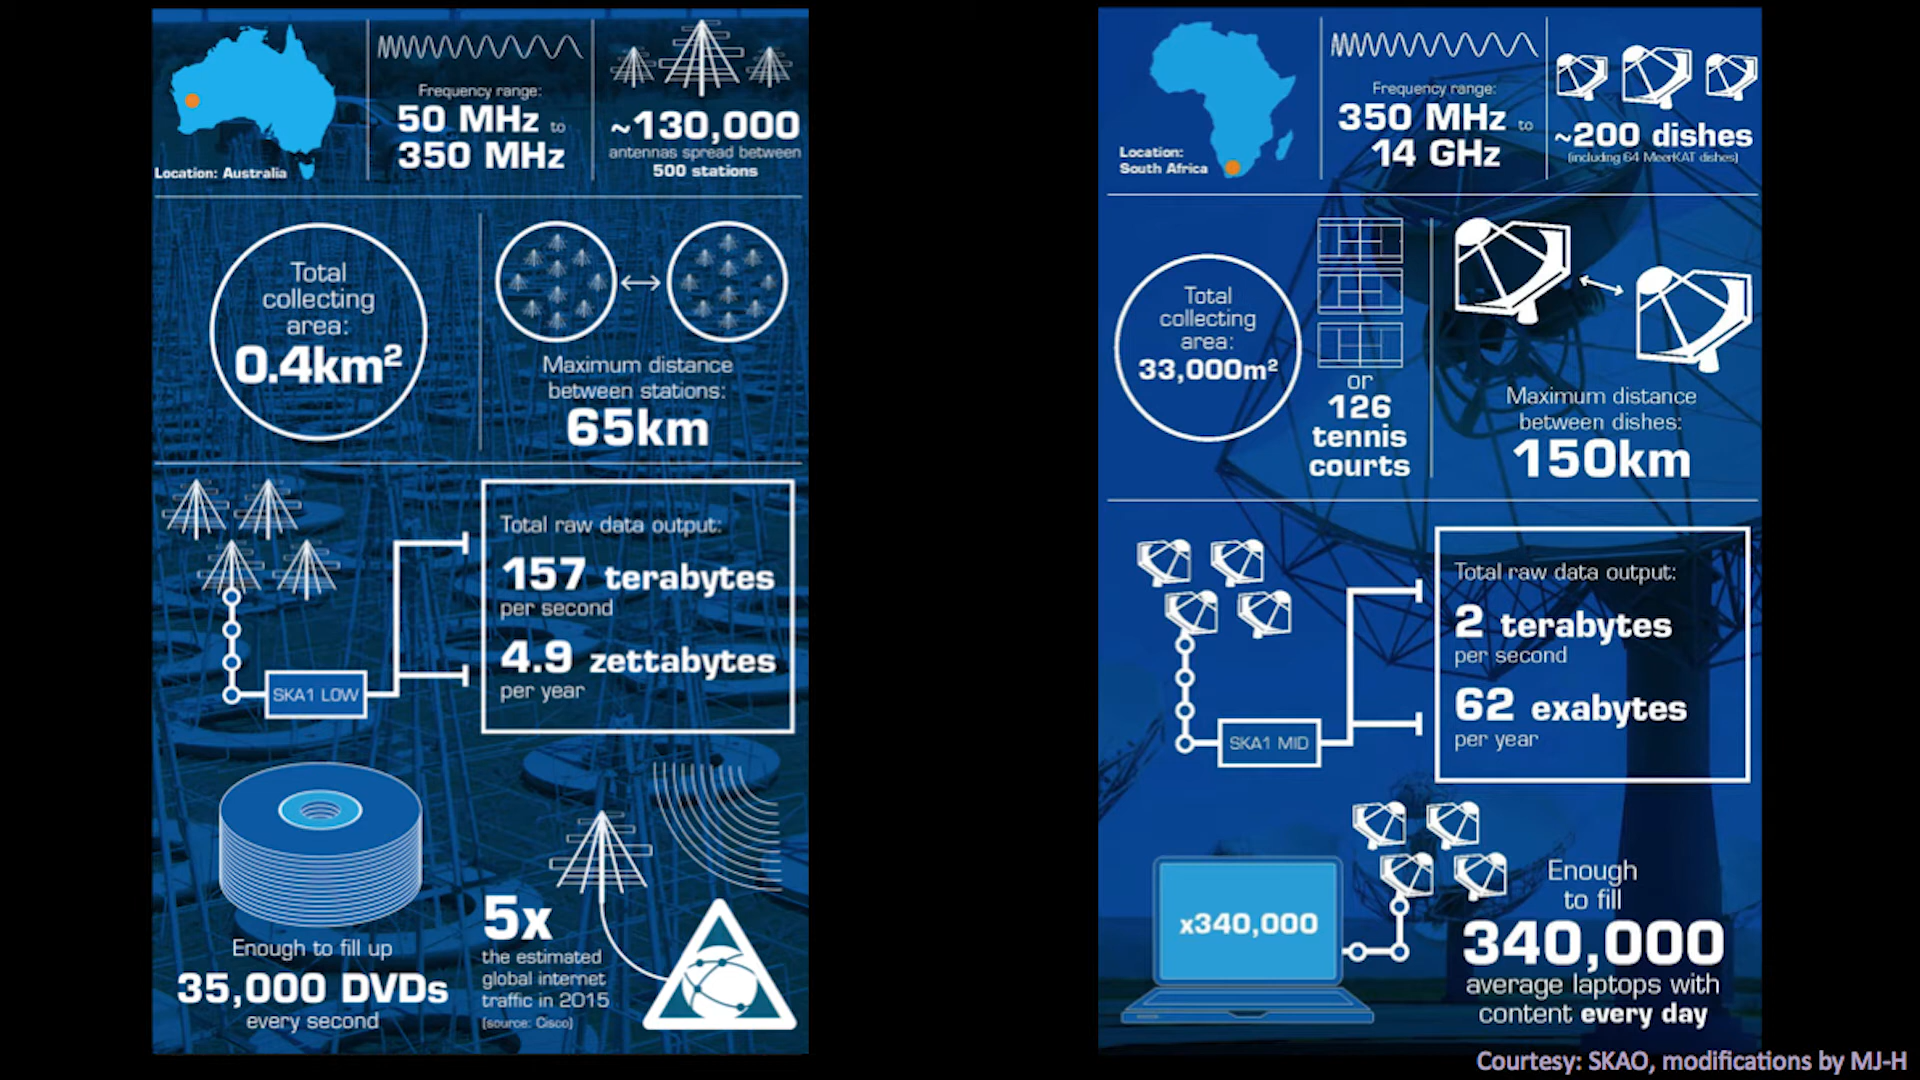 Location: Australia
Frequency range:
50 MHz to
350 MHz
~130,000
antennas spread between
500 stations
Total
collecting
area:
0.4km²
Maximum distance
between stations:
65km
SKA1 LOW
Total raw data output:
157 terabytes
per second
4.9 zettabytes
per year
Enough to fill up
35,000 DVDs
every second
5x
the estimated
global internet
traffic in 2015
(source: Cisco)
Location:
South Africa
Frequency range:
350 MHz to
14 GHz
~200 dishes
(including 64 MeerKAT dishes)
Total
collecting
area:
33,000m²
or
126
tennis
courts
Maximum distance
between dishes:
150km
SKA1 MID
Total raw data output:
2 terabytes
per second
62 exabytes
per year
x340,000
Enough
to fill
340,000
average laptops with
content every day
Courtesy: SKAO, modifications by MJ-H